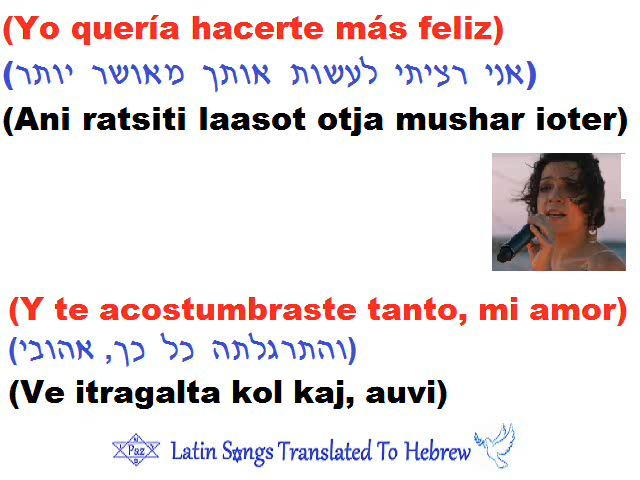 (Yo quería hacerte más feliz)
(אני רציתי לעשות אותך מאושר יותר)
(Ani ratsiti laasot otja mushar ioter)
(Y te acostumbraste tanto, mi amor)
(והתרגלתה כל כך, אהובי)
(Ve itragalta kol kaj, auvi)
Paz Latin Songs Translated To Hebrew